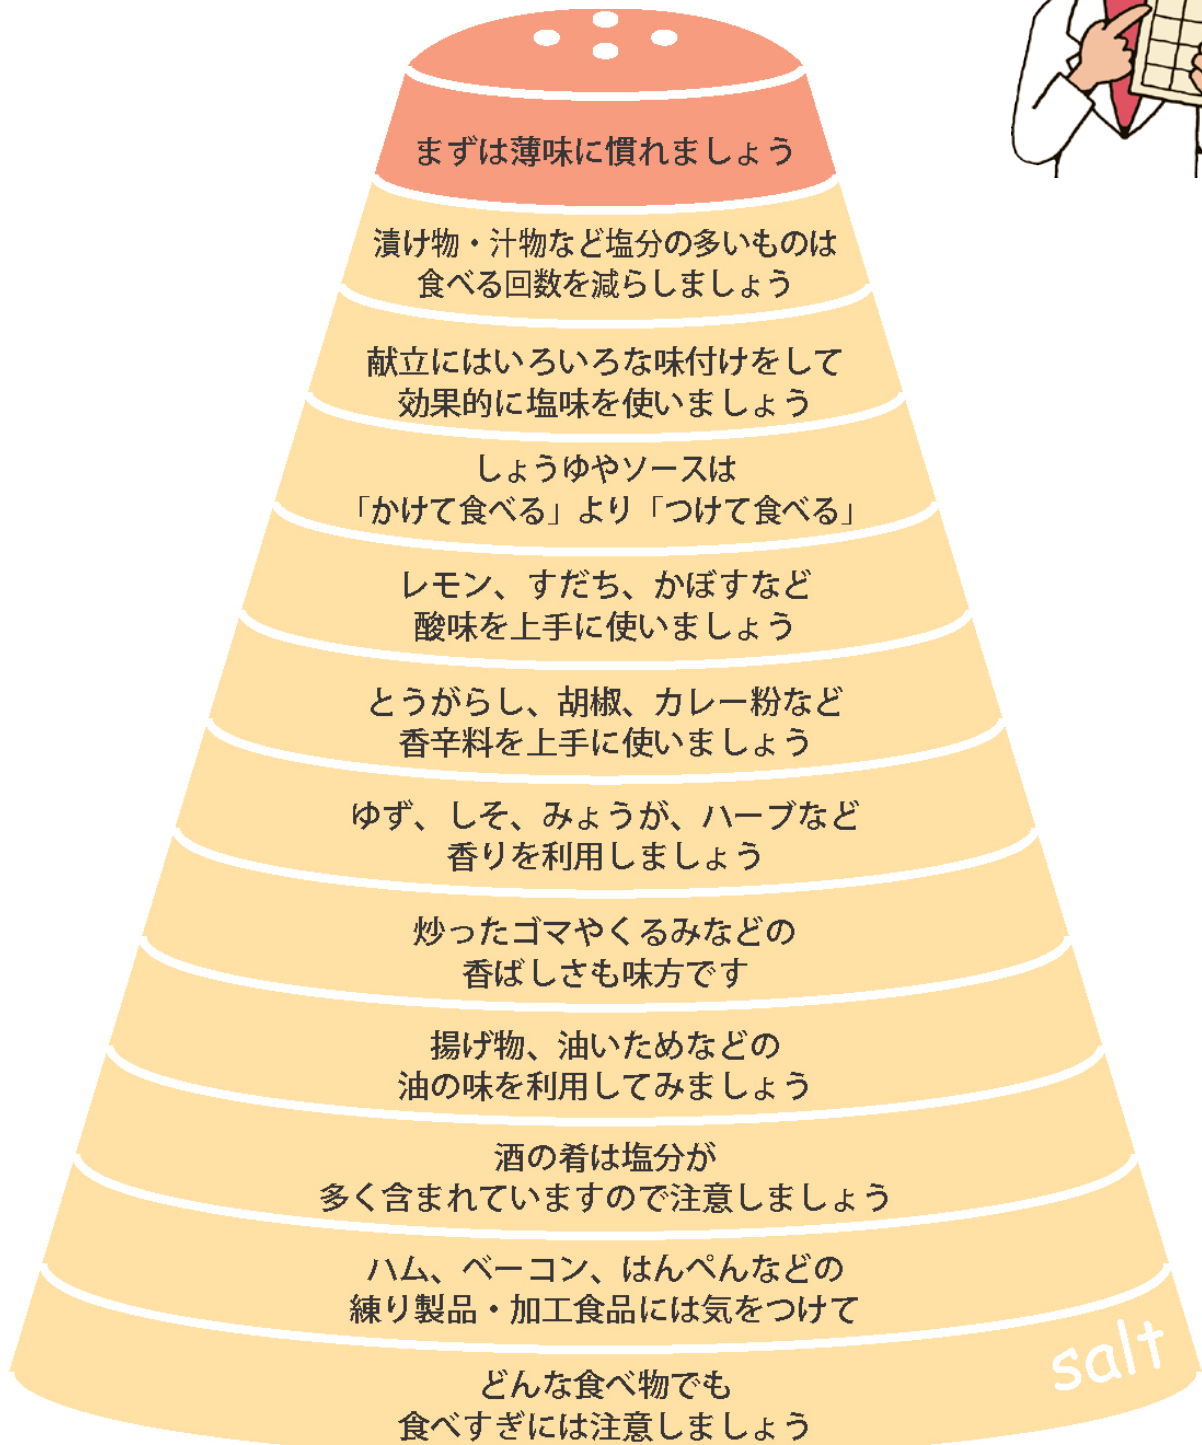 まずは薄味に慣れましょう
漬け物・汁物など塩分の多いものは
食べる回数を減らしましょう
献立にはいろいろな味付けをして
効果的に塩味を使いましょう
しょうゆやソースは
「かけて食べる」より「つけて食べる」
レモン、すだち、かぼすなど
酸味を上手に使いましょう
とうがらし、胡椒、カレー粉など
香辛料を上手に使いましょう
ゆず、しそ、みょうが、ハーブなど
香りを利用しましょう
炒ったゴマやくるみなどの
香ばしさも味方です
揚げ物、油いためなどの
油の味を利用してみましょう
酒の肴は塩分が
多く含まれていますので注意しましょう
ハム、ベーコン、はんぺんなどの
練り製品・加工食品には気をつけて
salt
どんな食べ物でも
食べすぎには注意しましょう